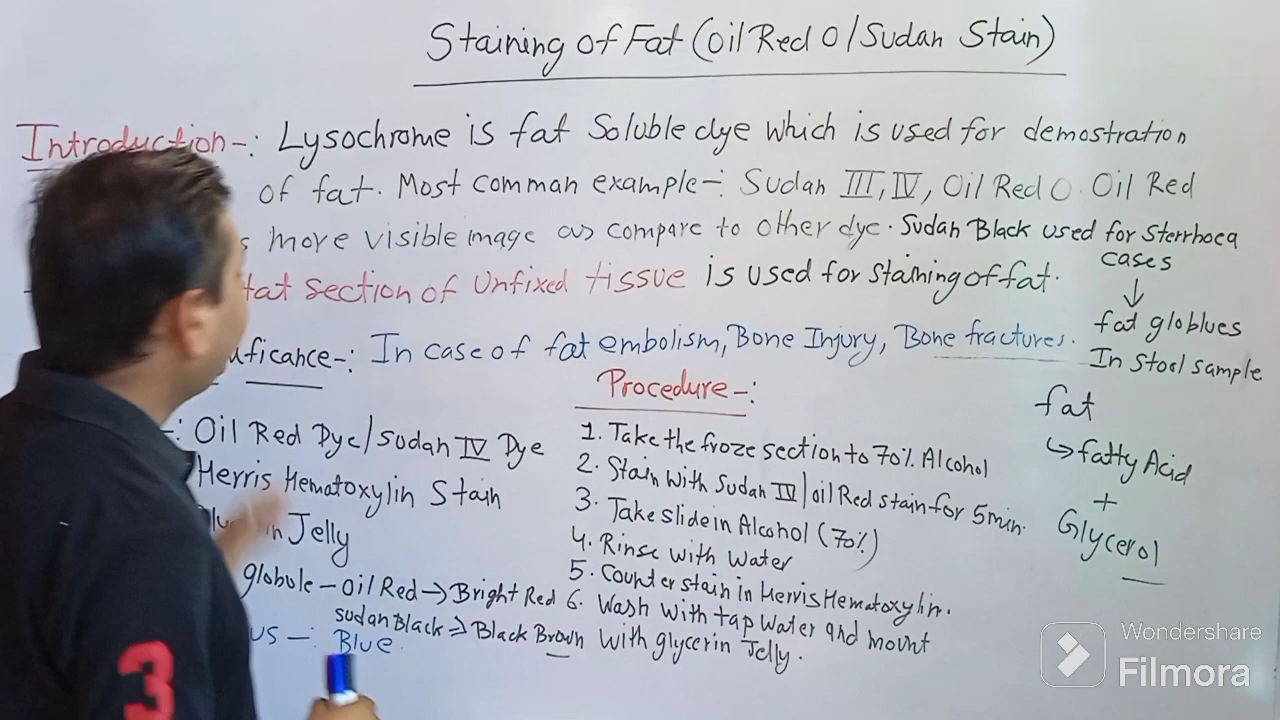 Staining of Fat (Oil Red O/Sudan Stain)
Introduction-: Lysochrome is fat Soluble dye which is used for demostration
of fat. Most comman example-: Sudan III, IV, Oil Red O. Oil Red
s more visible image as compare to other dye. Sudan Black used for Sterrhoea
cases
tat section of Unfixed tissue is used for staining of fat.
fat globlues
In Stool sample
uficance-: In case of fat embolism, Bone Injury, Bone fractures.
-: Oil Red Dye/Sudan IV Dye
Herris Hematoxylin Stain
in Jelly
globule - Oil Red → Bright Red
Sudan Black → Black Brown
us -: Blue.
Procedure-:
1. Take the froze section to 70% Alcohol
2. Stain with Sudan IV/oil Red stain for 5min.
3. Take slide in Alcohol (70%)
4. Rinse with Water
5. Counter stain in Herris Hematoxylin.
6. Wash with tap Water and mount
with glycerin Jelly.
fat
↳ fatty Acid
+
Glycerol
3
Wondershare
Filmora